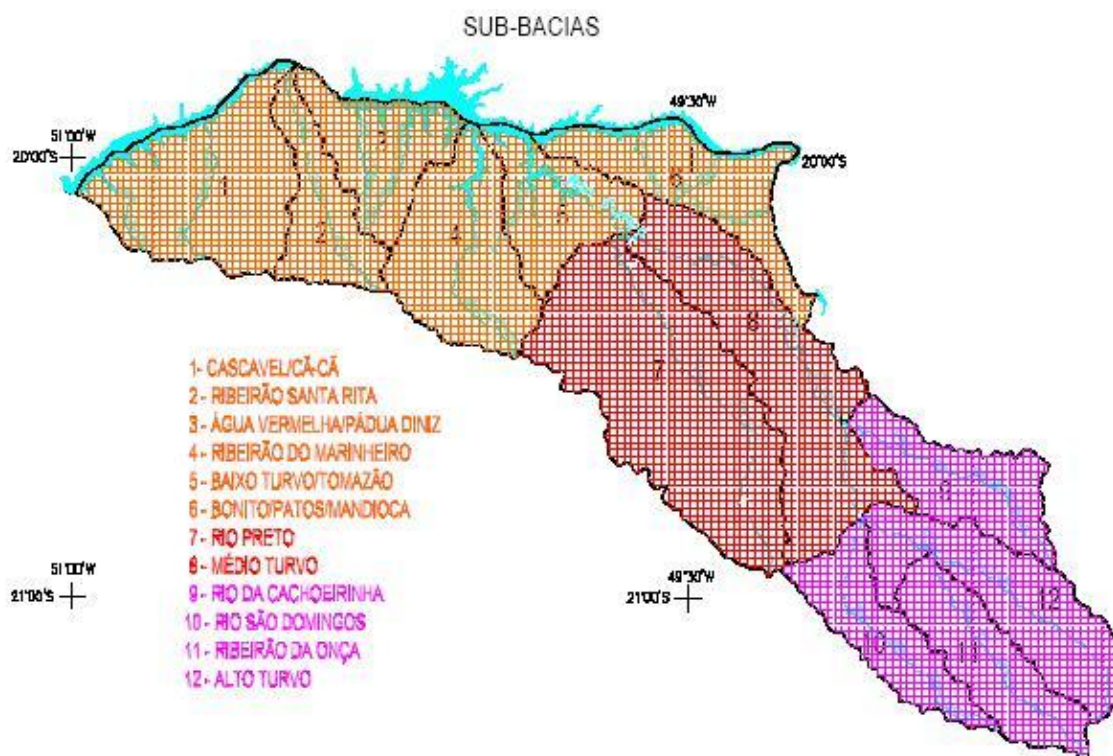 SUB-BACIAS
49°30'W
51°00'W
20°00'S
20°00'S
3
6
1
5
2
4
8
7
1- CASCAVEL/CÃ-CÃ
2 - RIBEIRÃO SANTA RITA
3 - ÁGUA VERMELHA/PÁDUA DINIZ
4 - RIBEIRÃO DO MARINHEIRO
5 - BAIXO TURVO/TOMAZÃO
6 - BONITO/PATOS/MANDIOCA
7 - RIO PRETO
8 - MÉDIO TURVO
9 - RIO DA CACHOEIRINHA
10 - RIO SÃO DOMINGOS
11 - RIBEIRÃO DA ONÇA
12 - ALTO TURVO
9
51°00'W
21°00'S
49°30'W
21°00'S
12
10
11